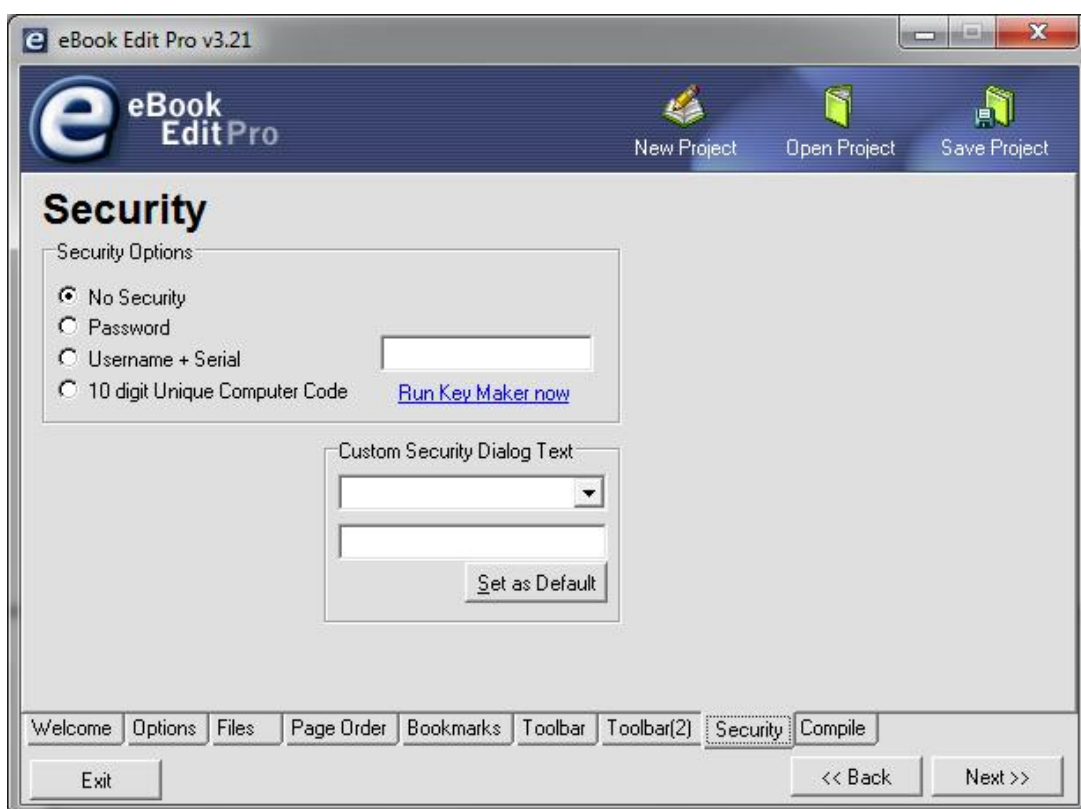 eBook Edit Pro v3.21
eBook
Edit Pro
New Project Open Project Save Project
Security
Security Options
No Security
Password
Username + Serial
10 digit Unique Computer Code Run Key Maker now
Custom Security Dialog Text
Set as Default
Welcome Options Files Page Order Bookmarks Toolbar Toolbar(2) Security Compile
Exit << Back Next >>